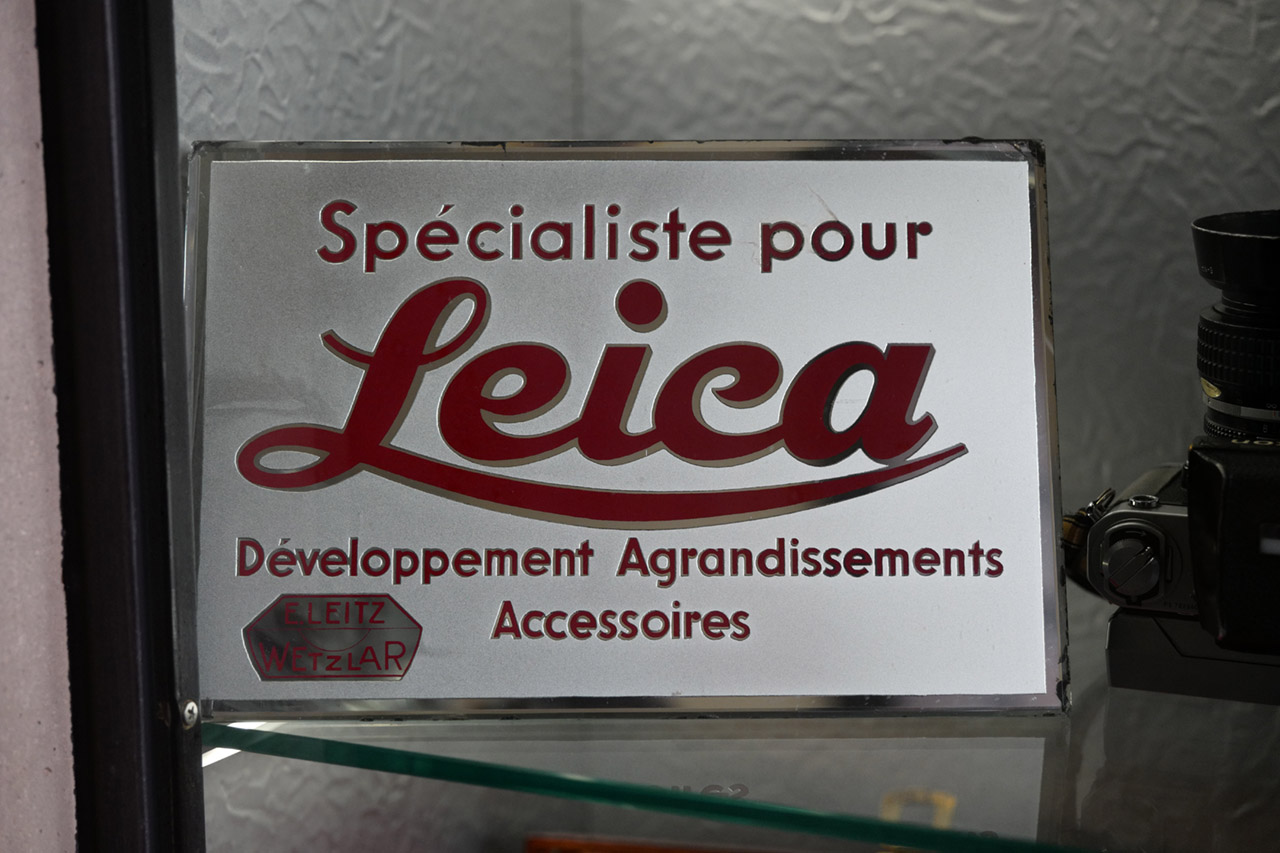 Spécialiste pour
Leica
Développement Agrandissements
Accessoires
E. LEITZ
WETZLAR